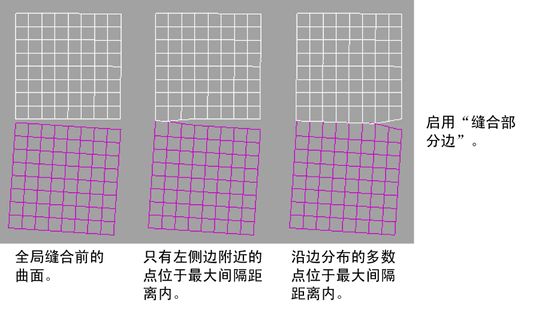 启用“缝合部
分边”。
全局缝合前的
曲面。
只有左侧边附近的
点位于最大间隔距
离内。
沿边分布的多数
点位于最大间隔
距离内。